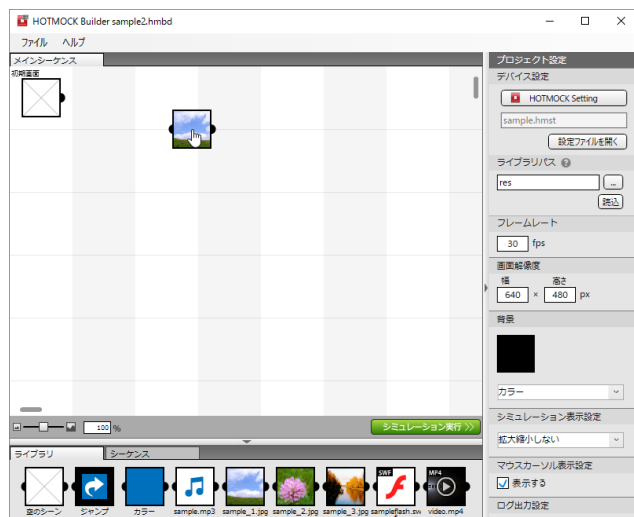 HOTMOCK Builder sample2.hmbd
ファイル ヘルプ
メインシーケンス
初期画面
プロジェクト設定
デバイス設定
HOTMOCK Setting
sample.hmst
設定ファイルを開く
ライブラリパス ?
res
...
読込
フレームレート
30 fps
画面解像度
幅 高さ
640 × 480 px
背景
カラー
シミュレーション表示設定
拡大縮小しない
マウスカーソル表示設定
表示する
ログ出力設定
100 %
シミュレーション実行
ライブラリ シーケンス
SWF MP4
空のシーン ジャンプ カラー sample.mp3 sample_1.jpg sample_2.jpg sample_3.jpg sampleflash.sw video.mp4